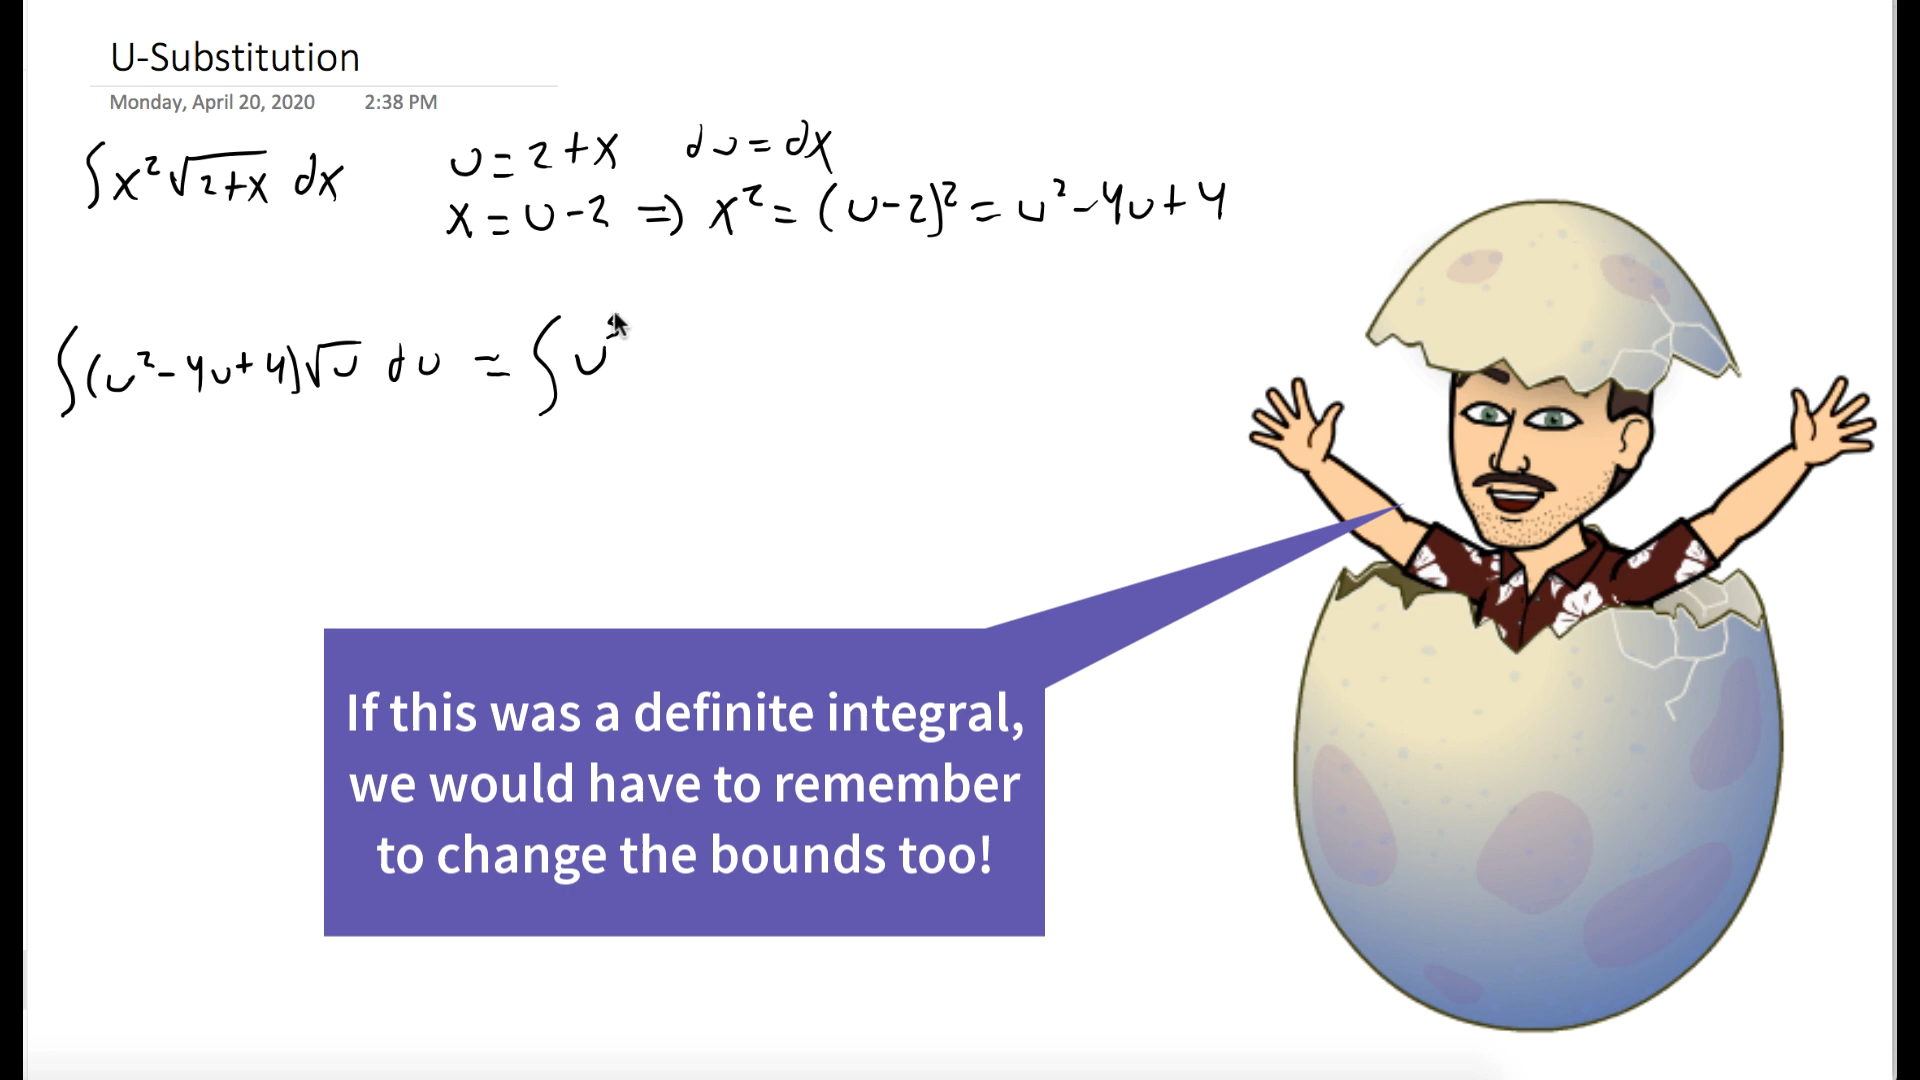 U-Substitution
Monday, April 20, 2020 2:38 PM
∫x²√2+x dx u=2+x du=dx
x=u-2 ⇒ x²=(u-2)²=u²-4u+4
∫(u²-4u+4)√u du = ∫u
If this was a definite integral,
we would have to remember
to change the bounds too!